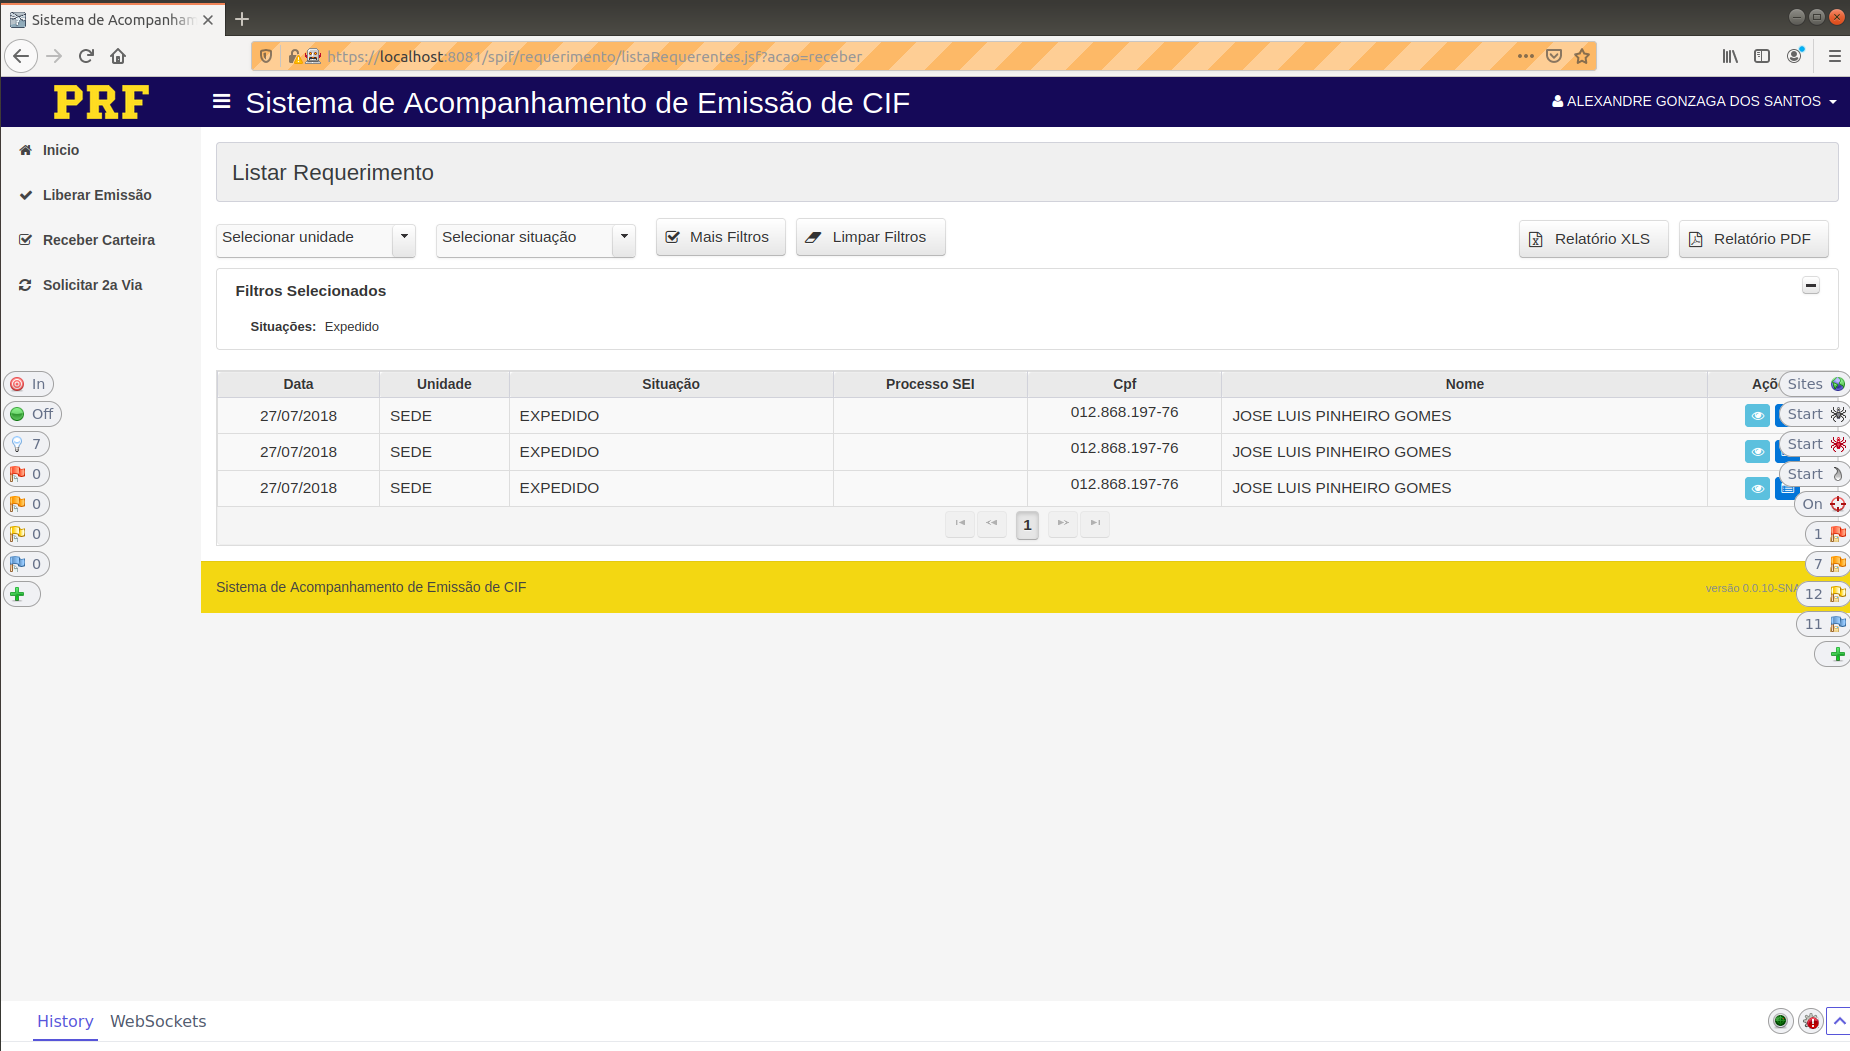 Sistema de Acompanham
https://localhost:8081/spif/requerimento/listaRequerentes.jsf?acao=receber
PRF
Sistema de Acompanhamento de Emissão de CIF
ALEXANDRE GONZAGA DOS SANTOS
Inicio
Liberar Emissão
Receber Carteira
Solicitar 2a Via
Listar Requerimento
Selecionar unidade
Selecionar situação
Mais Filtros
Limpar Filtros
Relatório XLS
Relatório PDF
Filtros Selecionados
Situações: Expedido
Data Unidade Situação Processo SEI Cpf Nome Açõ
27/07/2018 SEDE EXPEDIDO 012.868.197-76 JOSE LUIS PINHEIRO GOMES
27/07/2018 SEDE EXPEDIDO 012.868.197-76 JOSE LUIS PINHEIRO GOMES
27/07/2018 SEDE EXPEDIDO 012.868.197-76 JOSE LUIS PINHEIRO GOMES
1
Sistema de Acompanhamento de Emissão de CIF
versão 0.0.10-SNA
In
Off
7
0
0
0
0
Sites
Start
Start
Start
On
1
7
12
11
History
WebSockets